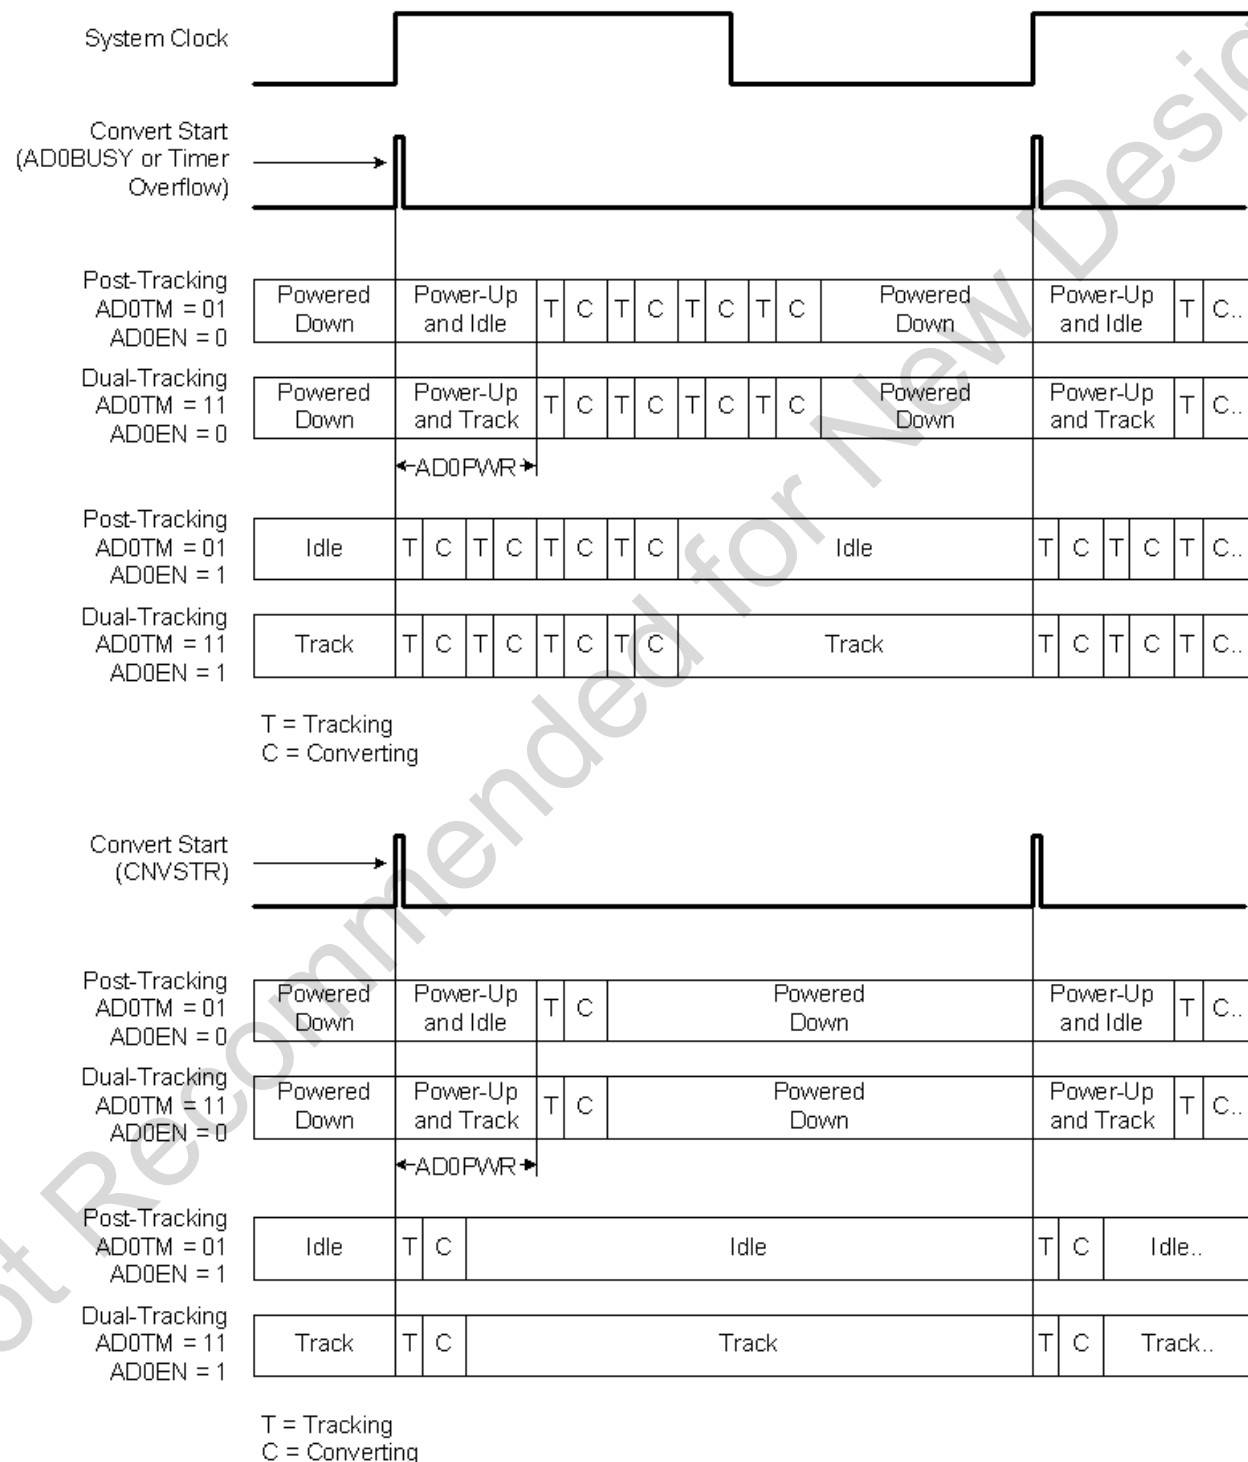 System Clock
Convert Start
(AD0BUSY or Timer
Overflow)
Post-Tracking
AD0TM = 01
AD0EN = 0
Powered
Down
Power-Up
and Idle
T C T C T C T C
Powered
Down
Power-Up
and Idle
T C..
Dual-Tracking
AD0TM = 11
AD0EN = 0
Powered
Down
Power-Up
and Track
T C T C T C T C
Powered
Down
Power-Up
and Track
T C..
AD0PWR
Post-Tracking
AD0TM = 01
AD0EN = 1
Idle T C T C T C T C Idle T C T C T C..
Dual-Tracking
AD0TM = 11
AD0EN = 1
Track T C T C T C T C Track T C T C T C..
T = Tracking
C = Converting
Convert Start
(CNVSTR)
Post-Tracking
AD0TM = 01
AD0EN = 0
Powered
Down
Power-Up
and Idle
T C
Powered
Down
Power-Up
and Idle
T C..
Dual-Tracking
AD0TM = 11
AD0EN = 0
Powered
Down
Power-Up
and Track
T C
Powered
Down
Power-Up
and Track
T C..
AD0PWR
Post-Tracking
AD0TM = 01
AD0EN = 1
Idle T C Idle T C Idle..
Dual-Tracking
AD0TM = 11
AD0EN = 1
Track T C Track T C Track..
T = Tracking
C = Converting
Recommended for New